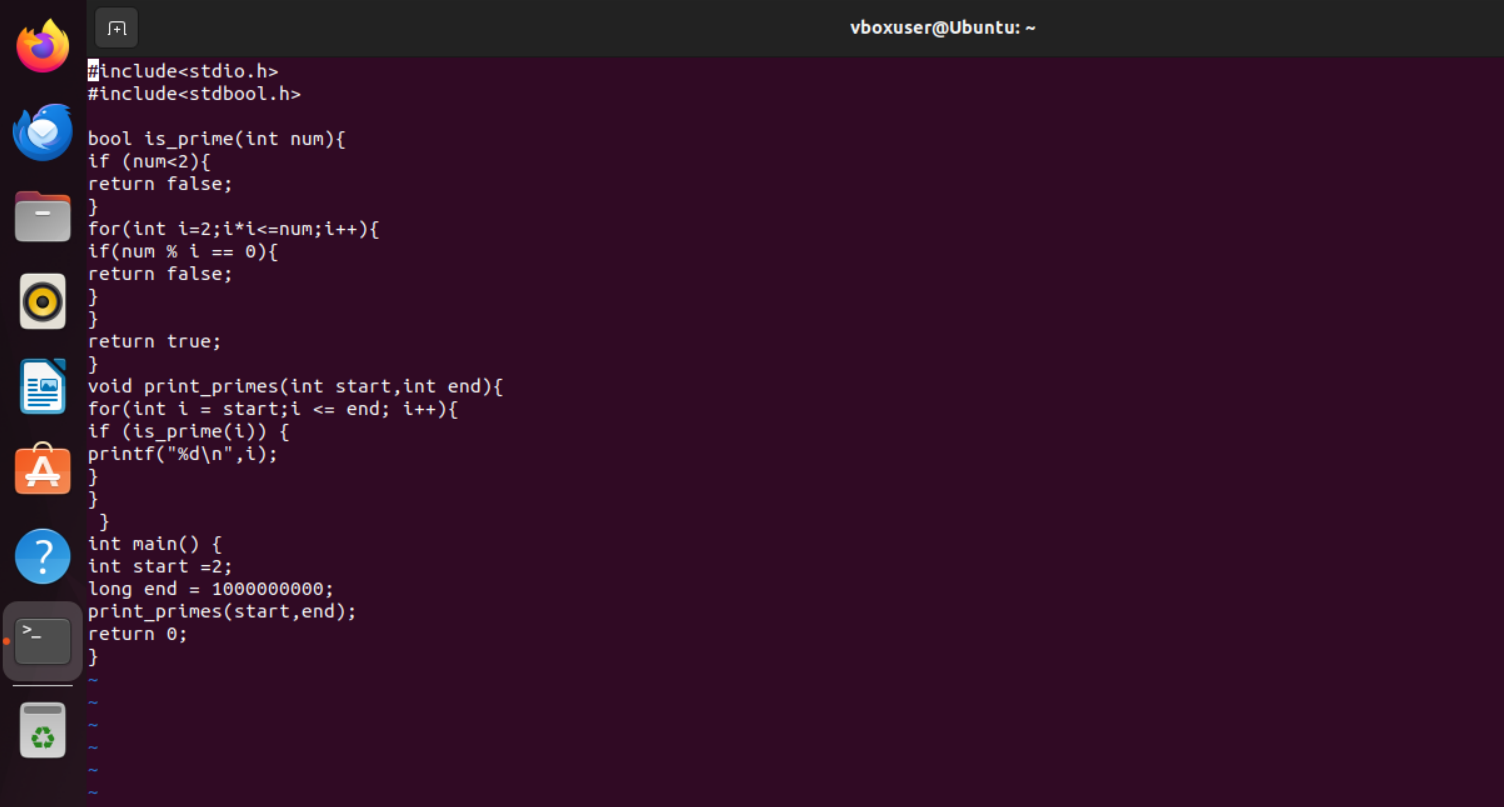 vboxuser@Ubuntu: ~
#include<stdio.h>
#include<stdbool.h>

bool is_prime(int num){
if (num<2){
return false;
}
for(int i=2;i*i<=num;i++){
if(num % i == 0){
return false;
}
}
return true;
}
void print_primes(int start,int end){
for(int i = start;i <= end; i++){
if (is_prime(i)) {
printf("%d\n",i);
}
}
 }
int main() {
int start =2;
long end = 1000000000;
print_primes(start,end);
return 0;
}
~
~
~
~
~
~